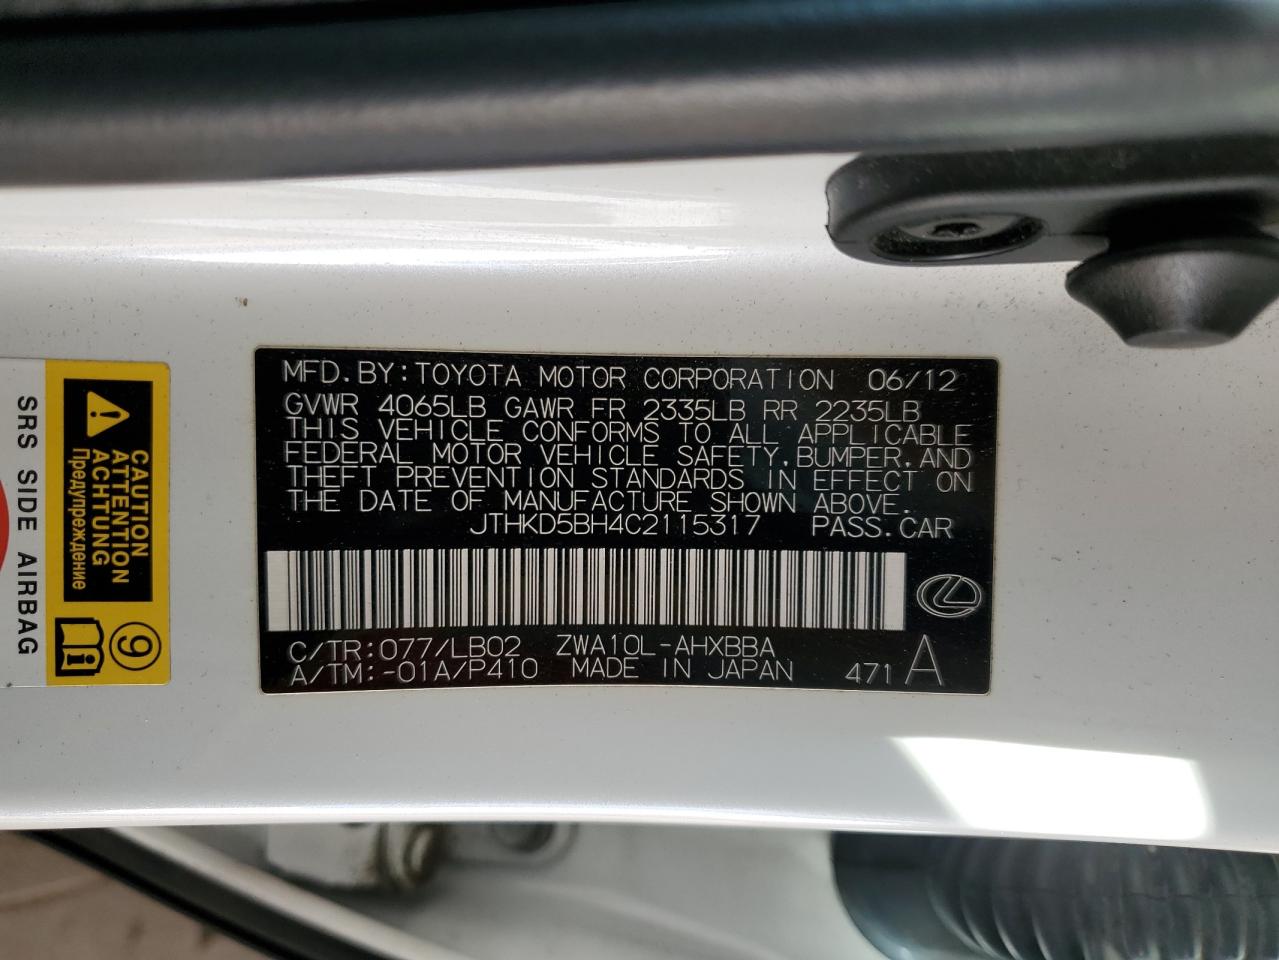 MFD.BY:TOYOTA MOTOR CORPORATION 06/12
GVWR 4065LB GAWR FR 2335LB RR 2235LB
THIS VEHICLE CONFORMS TO ALL APPLICABLE
FEDERAL MOTOR VEHICLE SAFETY,BUMPER,AND
THEFT PREVENTION STANDARDS IN EFFECT ON
THE DATE OF MANUFACTURE SHOWN ABOVE.
JTHKD5BH4C2115317 PASS.CAR
C/TR:077/LB02 ZWA10L-AHXBBA
A/TM:-01A/P410 MADE IN JAPAN 471 A
CAUTION
ATTENTION
ACHTUNG
Предупреждение
9
SRS SIDE AIRBAG